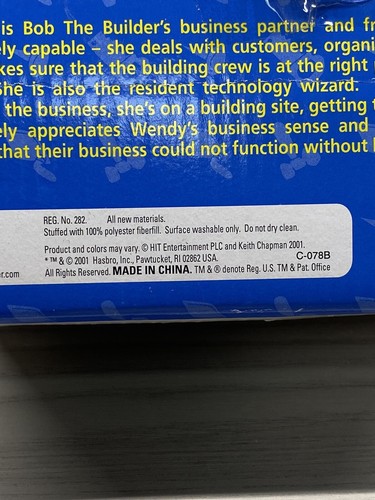 is Bob The Builder's business partner and fr
ely capable – she deals with customers, organi
kes sure that the building crew is at the right
She is also the resident technology wizard.
the business, she's on a building site, getting t
ely appreciates Wendy's business sense and
that their business could not function without
REG. No. 282. All new materials.
Stuffed with 100% polyester fiberfill. Surface washable only. Do not dry clean.
Product and colors may vary. © HIT Entertainment PLC and Keith Chapman 2001.
* ™ & © 2001 Hasbro, Inc., Pawtucket, RI 02862 USA. C-078B
er.com All Rights Reserved. MADE IN CHINA. TM & ® denote Reg. U.S. TM & Pat. Office